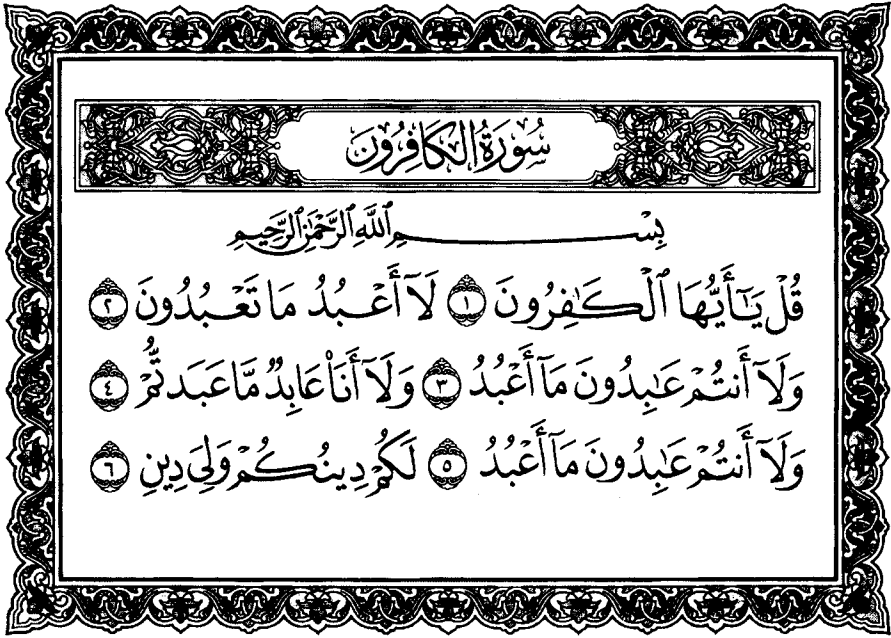 سُورَةُ الكَافِرُونَ
بِسْمِ ٱللَّهِ ٱلرَّحْمَٰنِ ٱلرَّحِيمِ
قُلْ يَٰٓأَيُّهَا ٱلْكَٰفِرُونَ ١ لَآ أَعْبُدُ مَا تَعْبُدُونَ ٢
وَلَآ أَنتُمْ عَٰبِدُونَ مَآ أَعْبُدُ ٣ وَلَآ أَنَا۠ عَابِدٌ مَّا عَبَدتُّمْ ٤
وَلَآ أَنتُمْ عَٰبِدُونَ مَآ أَعْبُدُ ٥ لَكُمْ دِينُكُمْ وَلِىَ دِينِ ٦